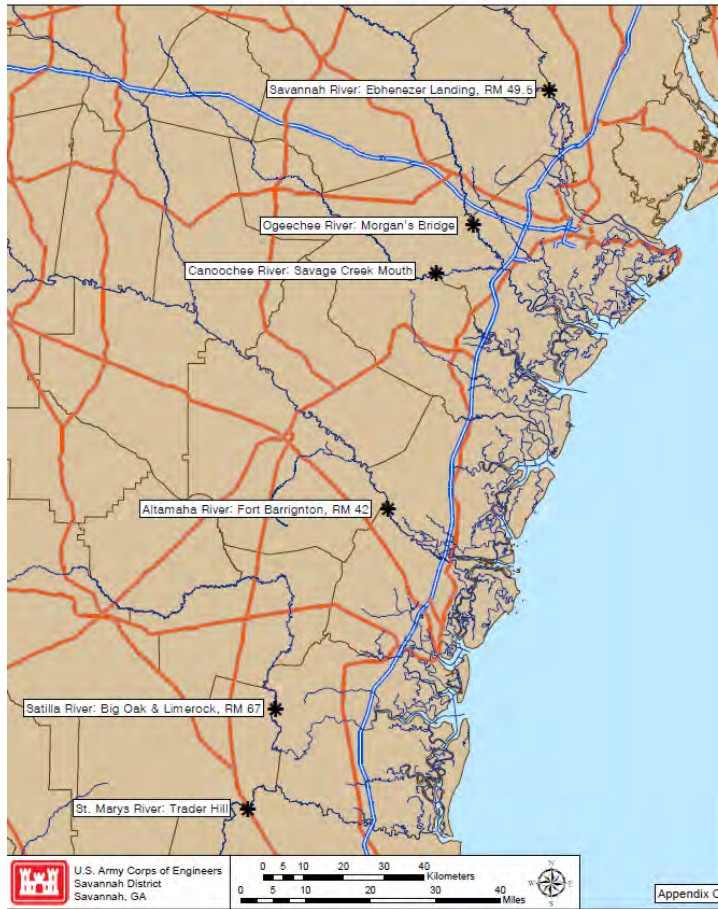 Savannah River: Ebhenezer Landing, RM 49.5
Ogeechee River: Morgan's Bridge
Canoochee River: Savage Creek Mouth
Altamaha River: Fort Barrignton, RM 42
Satilla River: Big Oak & Limerock, RM 67
St. Marys River: Trader Hill
U.S. Army Corps of Engineers
Savannah District
Savannah, GA
0 5 10 20 30 40
Kilometers
0 5 10 20 30 40
Miles
N
W E
S
Appendix C